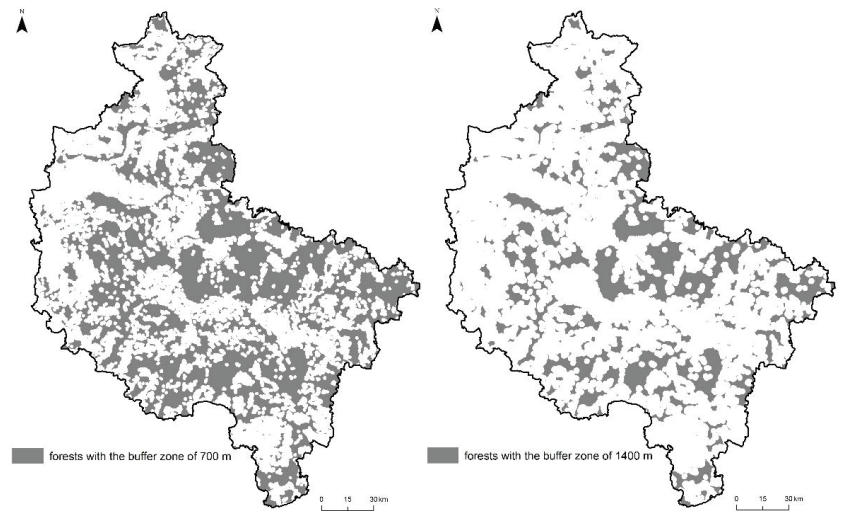 N
N
forests with the buffer zone of 700 m
0 15 30 km
forests with the buffer zone of 1400 m
0 15 30 km